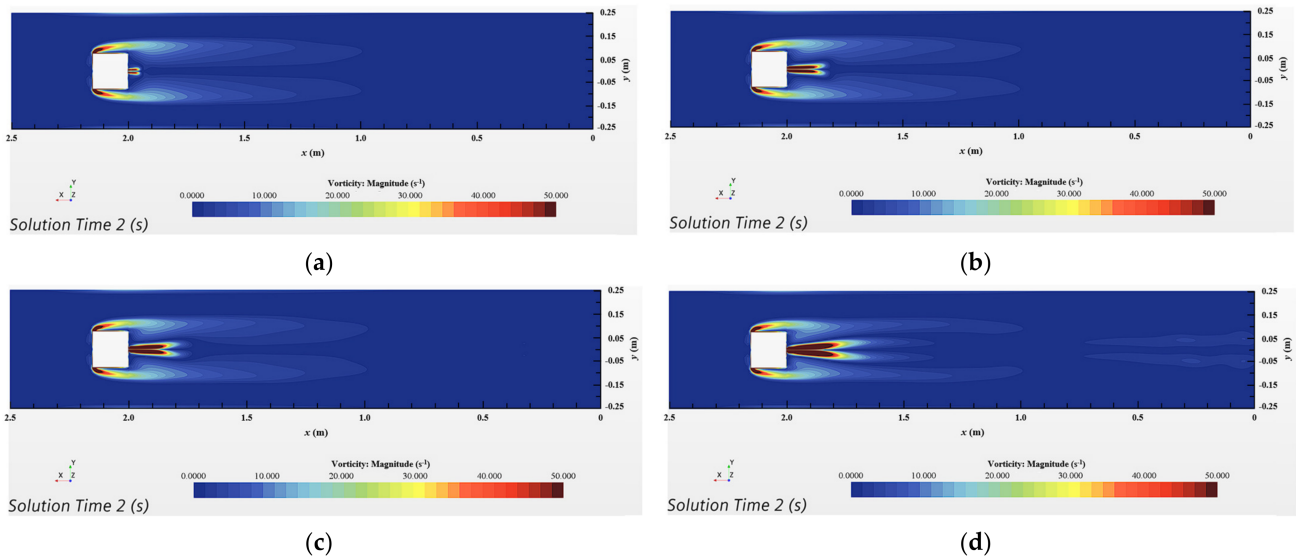 0.25
0.15
0.05
-0.05
-0.15
-0.25
y (m)
2.5 2.0 1.5 1.0 0.5 0
x (m)
Vorticity: Magnitude (s-1)
0.0000 10.000 20.000 30.000 40.000 50.000
Y
X Z
Solution Time 2 (s)
(a)
0.25
0.15
0.05
-0.05
-0.15
-0.25
y (m)
2.5 2.0 1.5 1.0 0.5 0
x (m)
Vorticity: Magnitude (s-1)
0.0000 10.000 20.000 30.000 40.000 50.000
Y
X Z
Solution Time 2 (s)
(b)
0.25
0.15
0.05
-0.05
-0.15
-0.25
y (m)
2.5 2.0 1.5 1.0 0.5 0
x (m)
Vorticity: Magnitude (s-1)
0.0000 10.000 20.000 30.000 40.000 50.000
Y
X Z
Solution Time 2 (s)
(c)
0.25
0.15
0.05
-0.05
-0.15
-0.25
y (m)
2.5 2.0 1.5 1.0 0.5 0
x (m)
Vorticity: Magnitude (s-1)
0.0000 10.000 20.000 30.000 40.000 50.000
Y
X Z
Solution Time 2 (s)
(d)